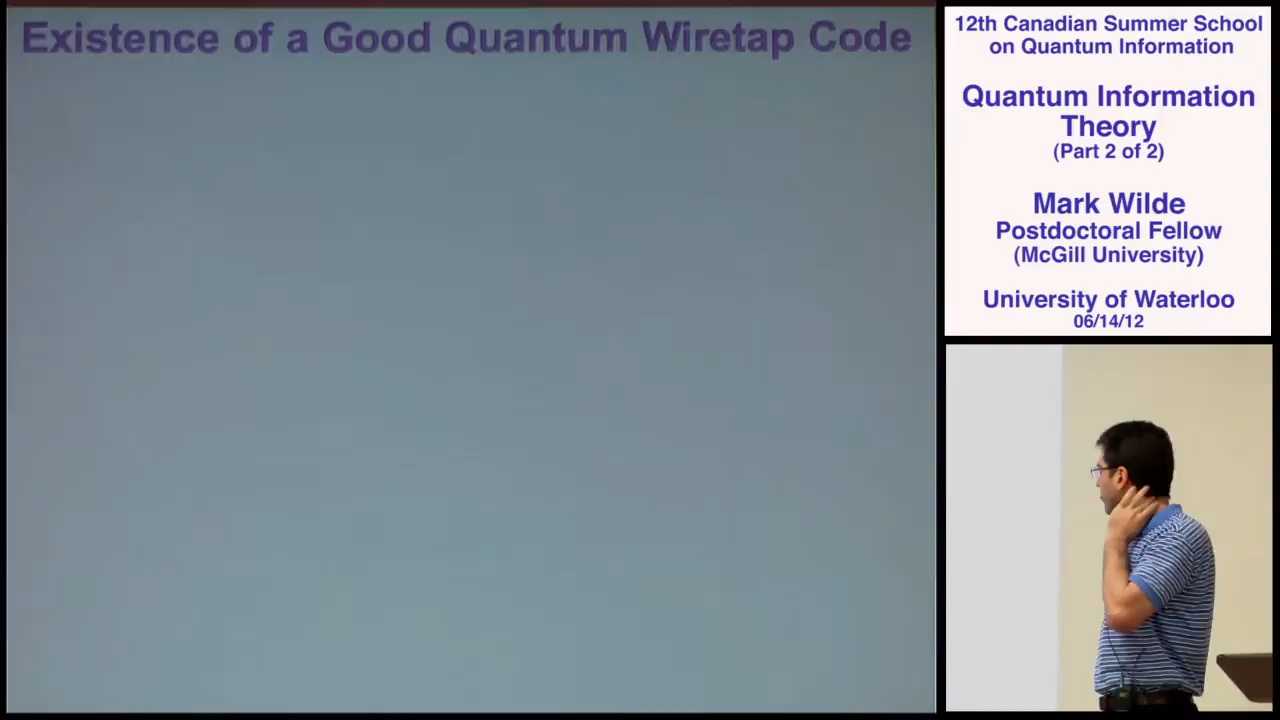 Existence of a Good Quantum Wiretap Code
12th Canadian Summer School
on Quantum Information
Quantum Information
Theory
(Part 2 of 2)
Mark Wilde
Postdoctoral Fellow
(McGill University)
University of Waterloo
06/14/12